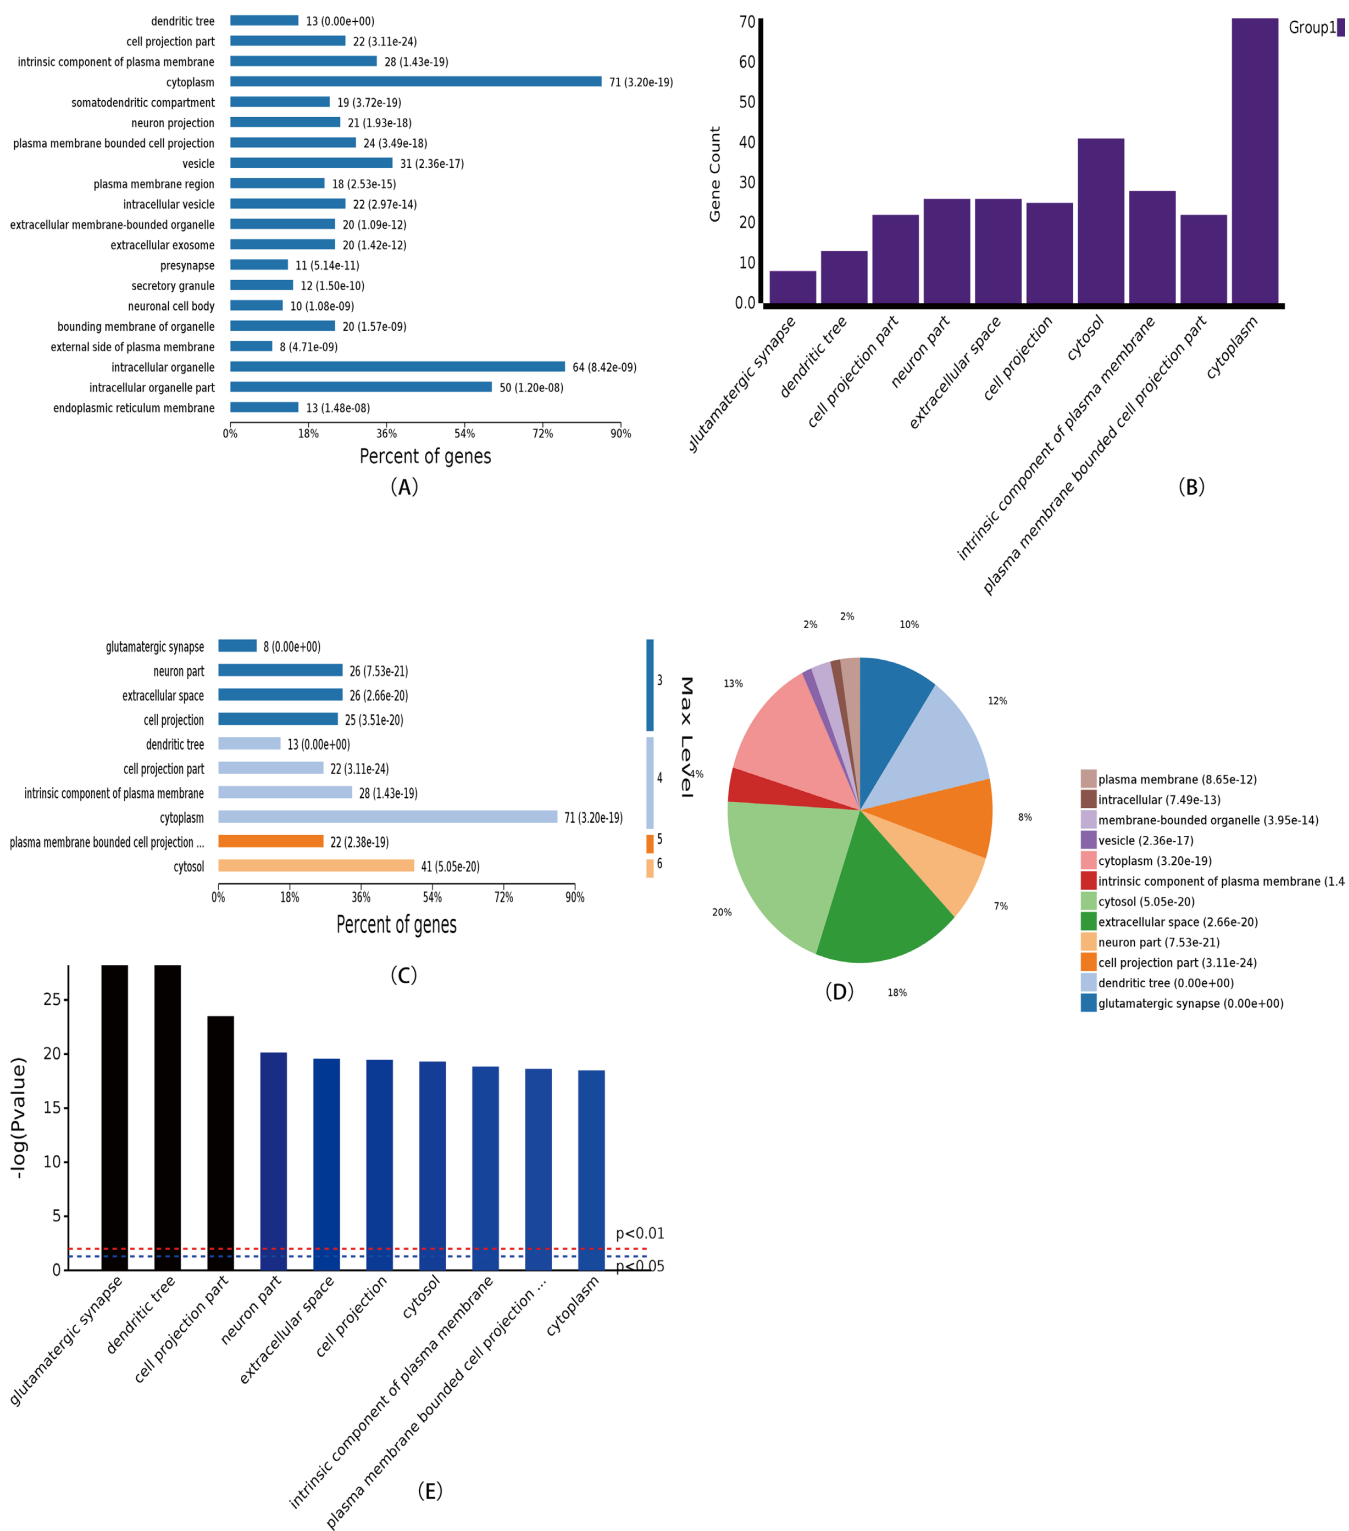 dendritic tree 13 (0.00e+00)
cell projection part 22 (3.11e-24)
intrinsic component of plasma membrane 28 (1.43e-19)
cytoplasm 71 (3.20e-19)
somatodendritic compartment 19 (3.72e-19)
neuron projection 21 (1.93e-18)
plasma membrane bounded cell projection 24 (3.49e-18)
vesicle 31 (2.36e-17)
plasma membrane region 18 (2.53e-15)
intracellular vesicle 22 (2.97e-14)
extracellular membrane-bounded organelle 20 (1.09e-12)
extracellular exosome 20 (1.42e-12)
presynapse 11 (5.14e-11)
secretory granule 12 (1.50e-10)
neuronal cell body 10 (1.08e-09)
bounding membrane of organelle 20 (1.57e-09)
external side of plasma membrane 8 (4.71e-09)
intracellular organelle 64 (8.42e-09)
intracellular organelle part 50 (1.20e-08)
endoplasmic reticulum membrane 13 (1.48e-08)
0% 18% 36% 54% 72% 90%
Percent of genes
(A)
Group1
Gene Count
70
60
50
40
30
20
10
0.0
glutamatergic synapse
dendritic tree
cell projection part
neuron part
extracellular space
cell projection
cytosol
intrinsic component of plasma membrane
plasma membrane bounded cell projection part
cytoplasm
(B)
glutamatergic synapse 8 (0.00e+00)
neuron part 26 (7.53e-21)
extracellular space 26 (2.66e-20)
cell projection 25 (3.51e-20)
dendritic tree 13 (0.00e+00)
cell projection part 22 (3.11e-24)
intrinsic component of plasma membrane 28 (1.43e-19)
cytoplasm 71 (3.20e-19)
plasma membrane bounded cell projection ... 22 (2.38e-19)
cytosol 41 (5.05e-20)
3
4
5
6
Max Level
0% 18% 36% 54% 72% 90%
Percent of genes
(C)
10%
12%
8%
7%
18%
20%
4%
13%
2%
2%
plasma membrane (8.65e-12)
intracellular (7.49e-13)
membrane-bounded organelle (3.95e-14)
vesicle (2.36e-17)
cytoplasm (3.20e-19)
intrinsic component of plasma membrane (1.4
cytosol (5.05e-20)
extracellular space (2.66e-20)
neuron part (7.53e-21)
cell projection part (3.11e-24)
dendritic tree (0.00e+00)
glutamatergic synapse (0.00e+00)
(D)
-log(Pvalue)
25
20
15
10
5
0
p<0.01
p<0.05
glutamatergic synapse
dendritic tree
cell projection part
neuron part
extracellular space
cell projection
cytosol
intrinsic component of plasma membrane
plasma membrane bounded cell projection ...
cytoplasm
(E)